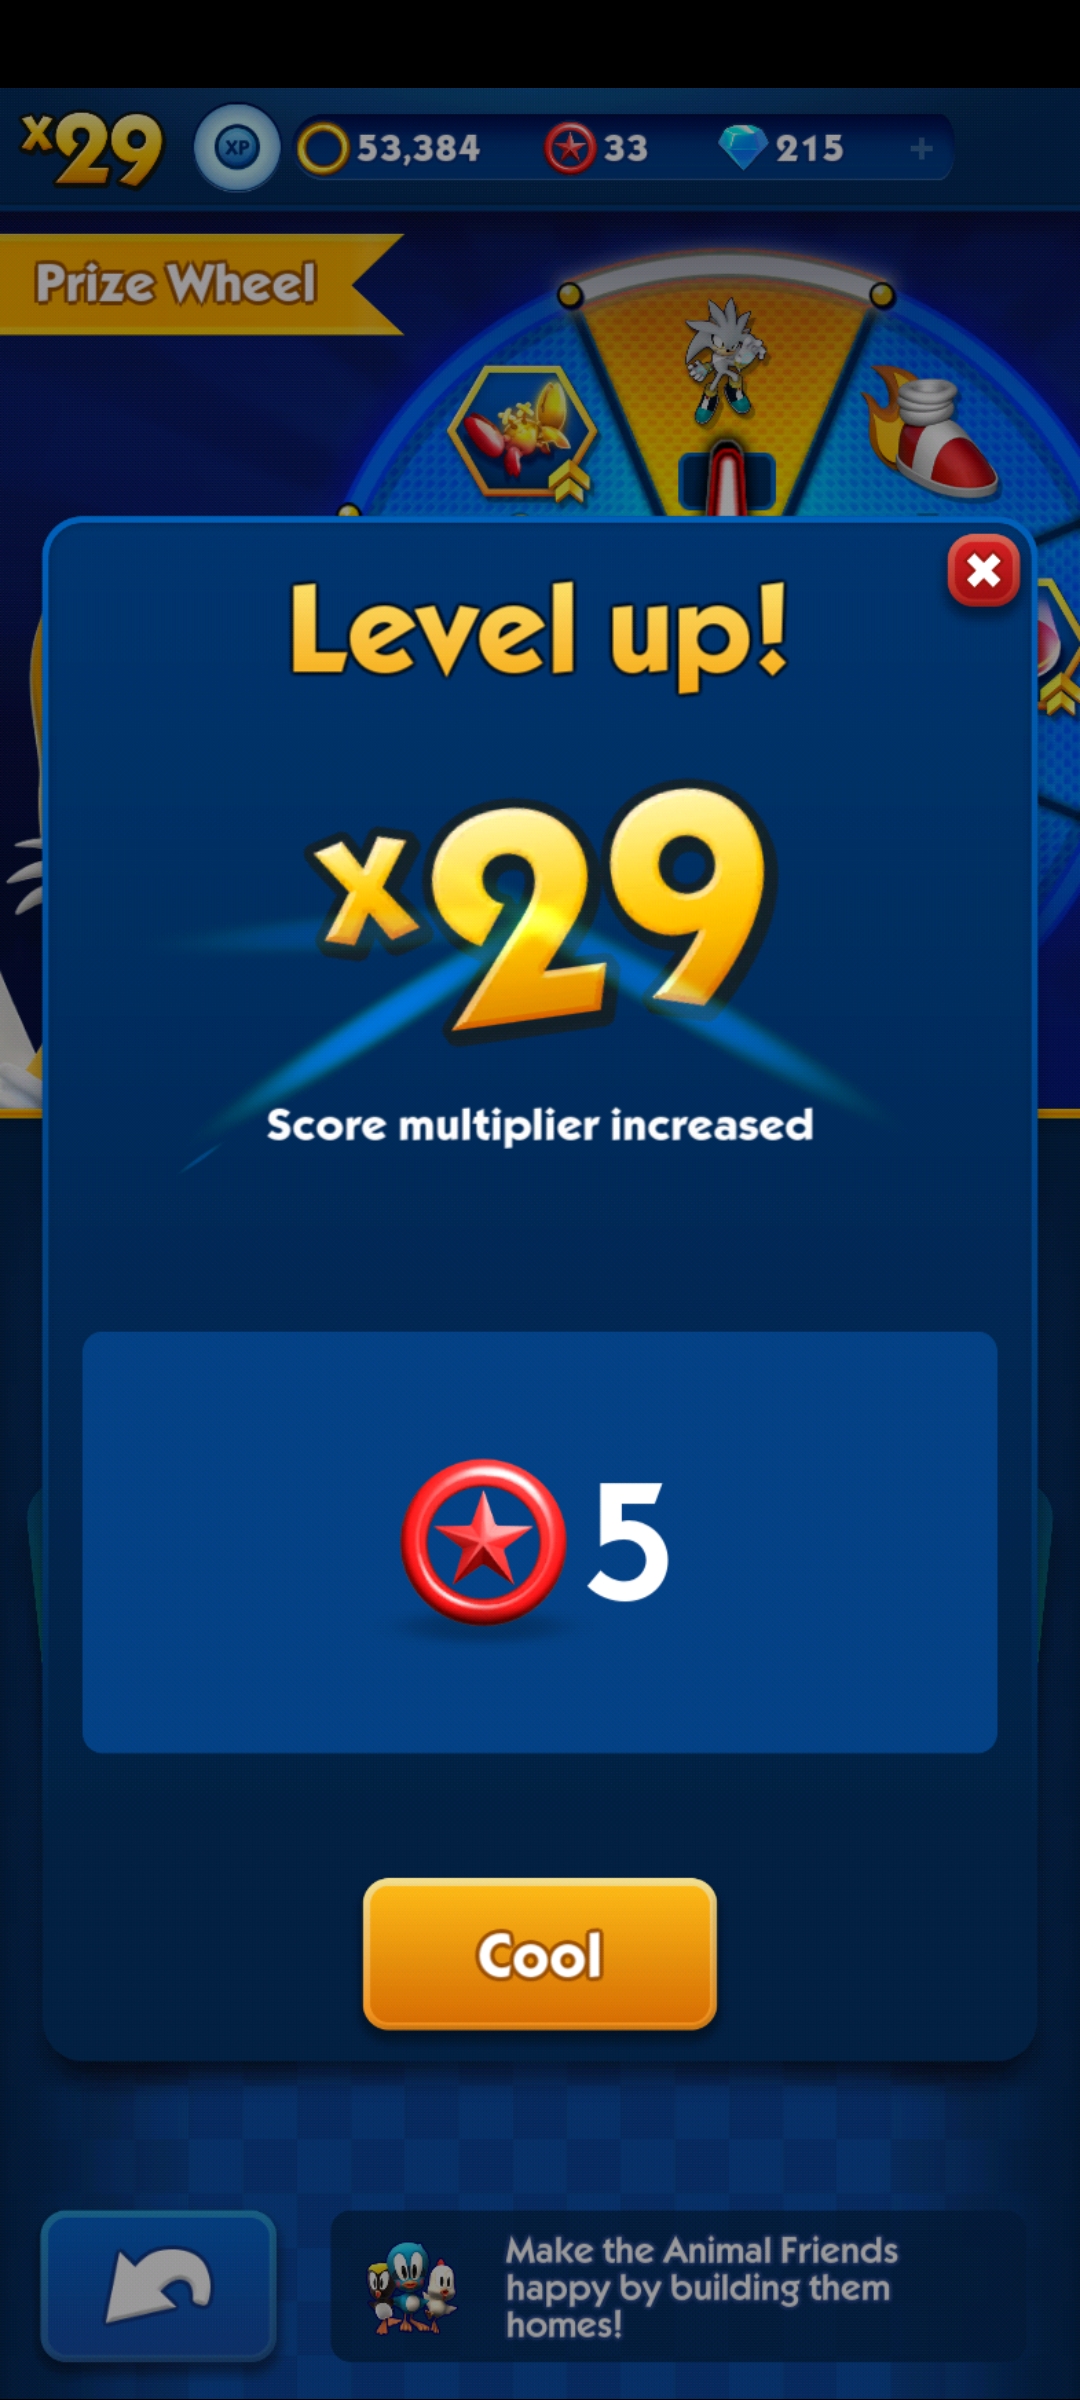 x29 XP 53,384 33 215 +
Prize Wheel
Level up!
x29
Score multiplier increased
5
Cool
Make the Animal Friends
happy by building them
homes!